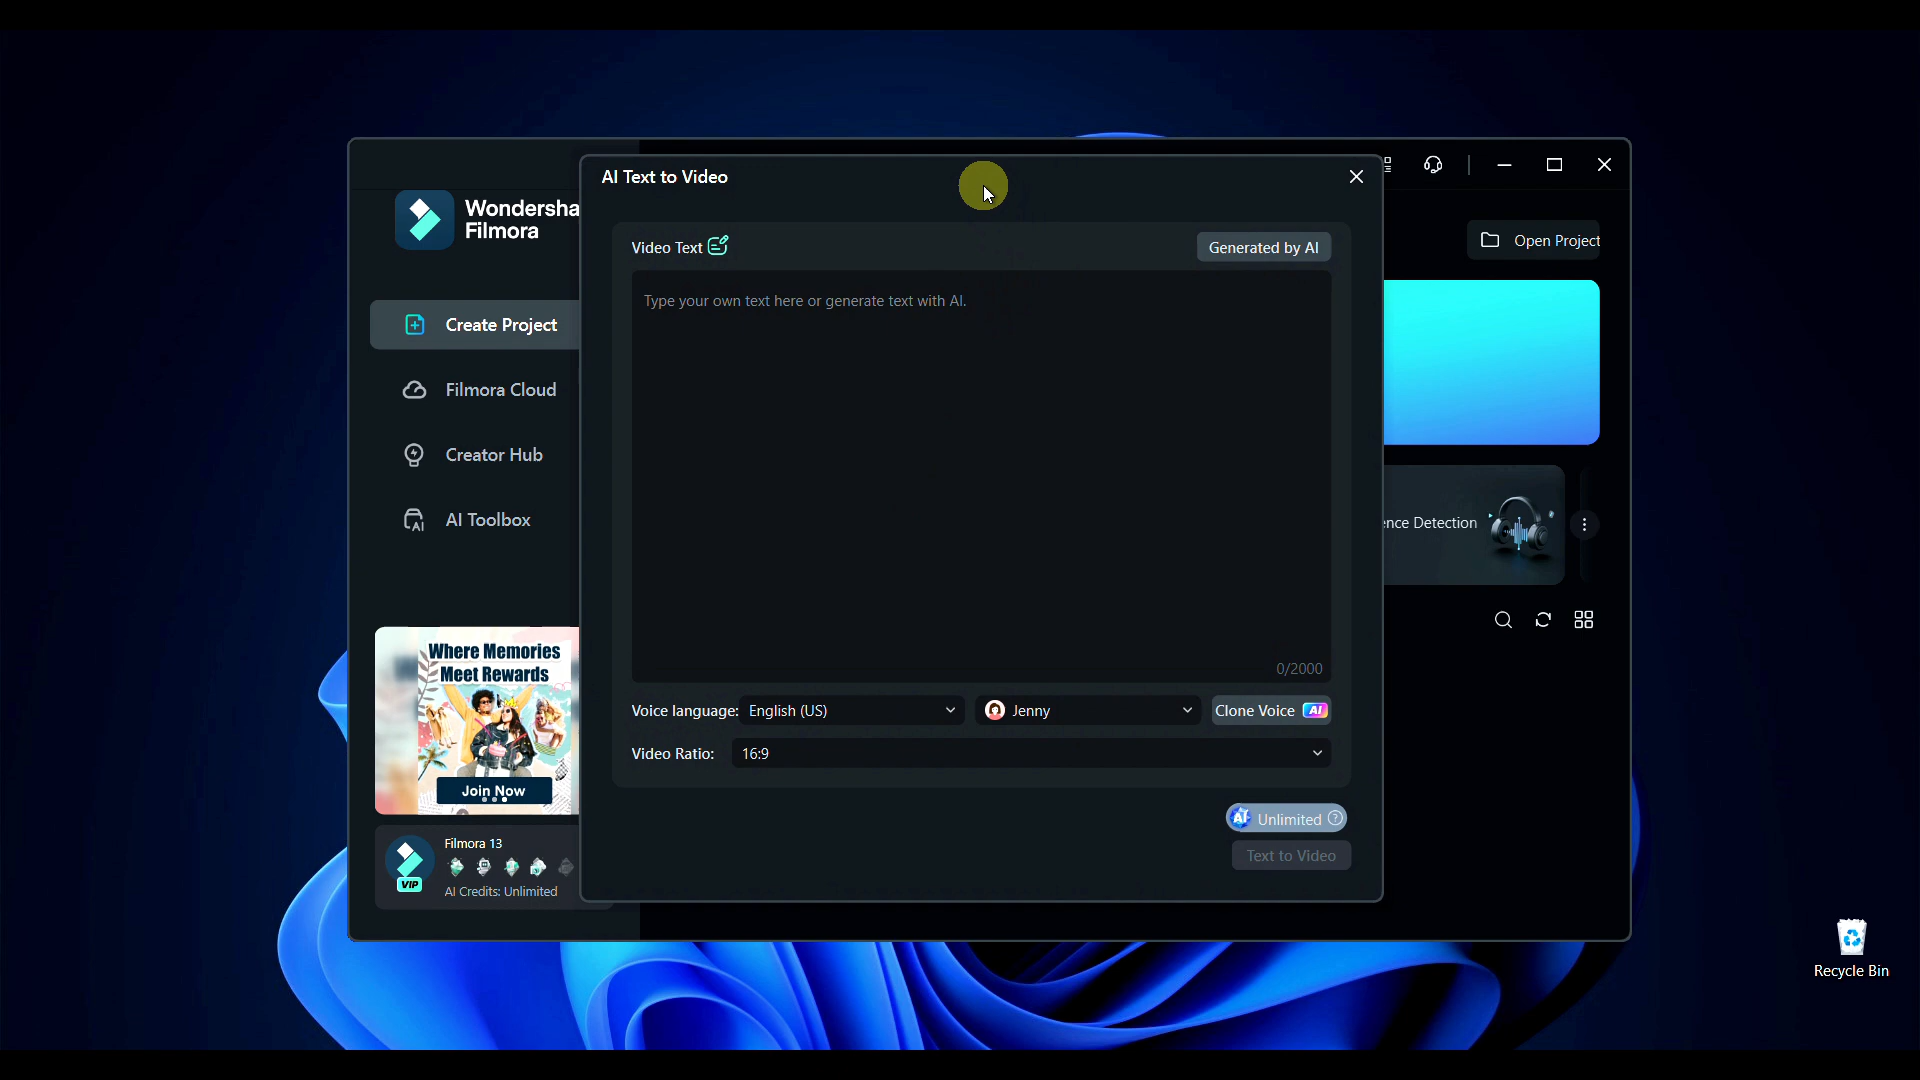 AI Text to Video
Wondersha
Filmora
Open Project
Video Text
Generated by AI
Type your own text here or generate text with AI.
Create Project
Filmora Cloud
Creator Hub
AI Toolbox
AI
ence Detection
0/2000
Where Memories
Meet Rewards
Join Now
Voice language:
English (US)
Jenny
Clone Voice AI
Video Ratio:
16:9
AI Unlimited ?
Text to Video
Filmora 13
VIP
AI Credits: Unlimited
Recycle Bin